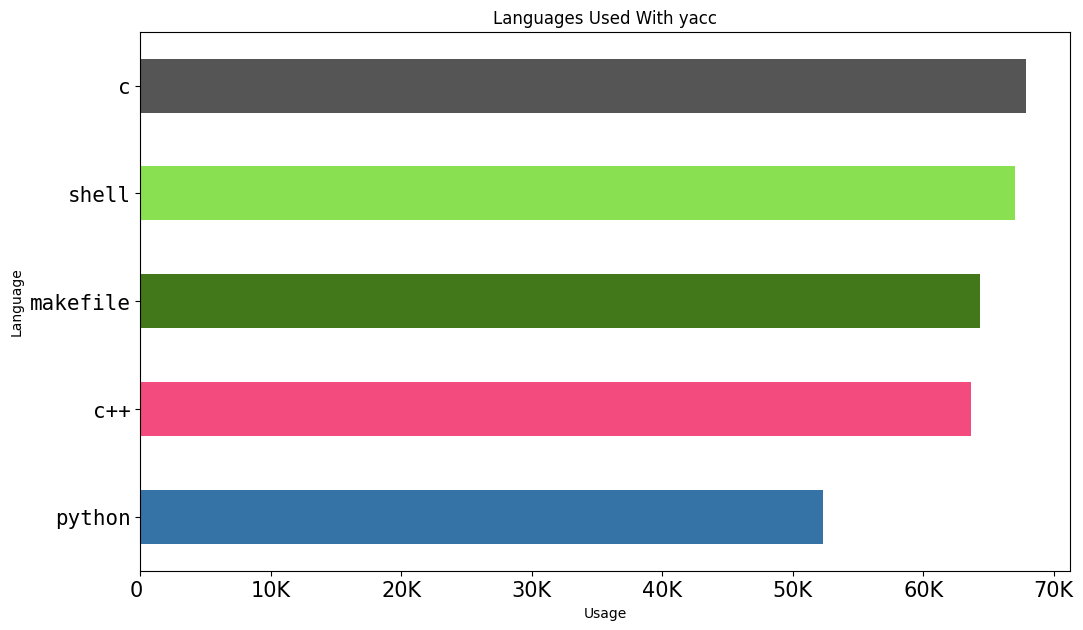 Languages Used With yacc
c
shell
makefile
c++
python
Language
0 10K 20K 30K 40K 50K 60K 70K
Usage